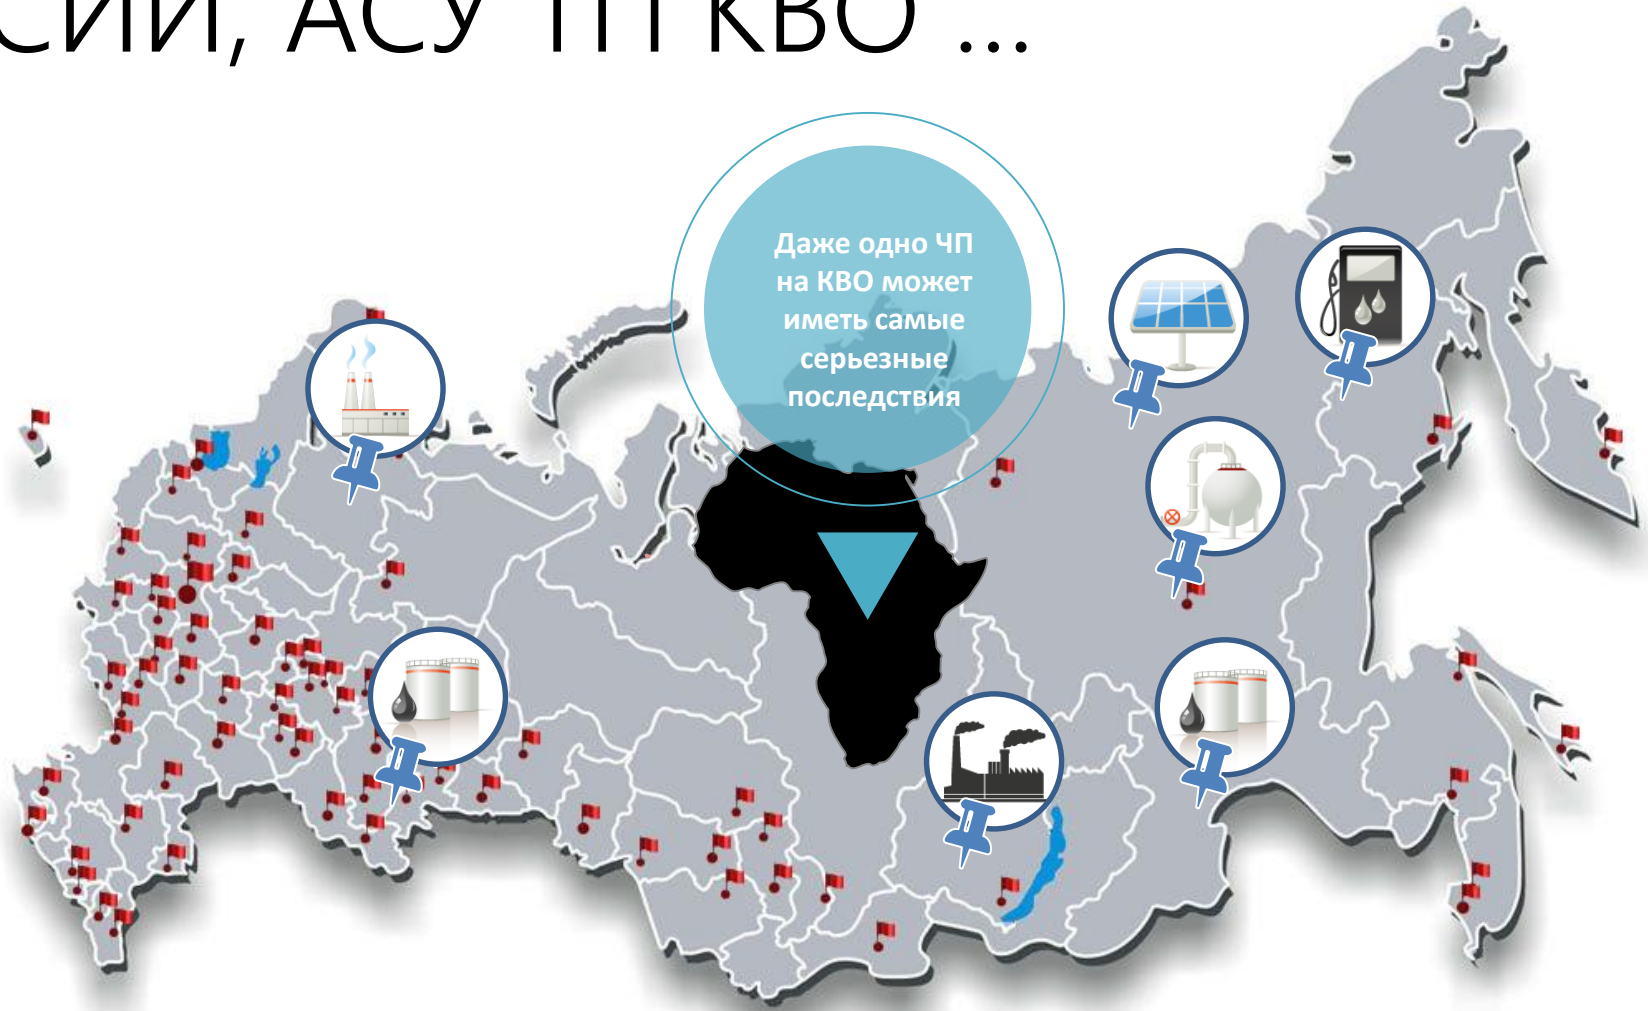 СИИ, АСУ ТП КВО ...
Даже одно ЧП
на КВО может
иметь самые
серьезные
последствия